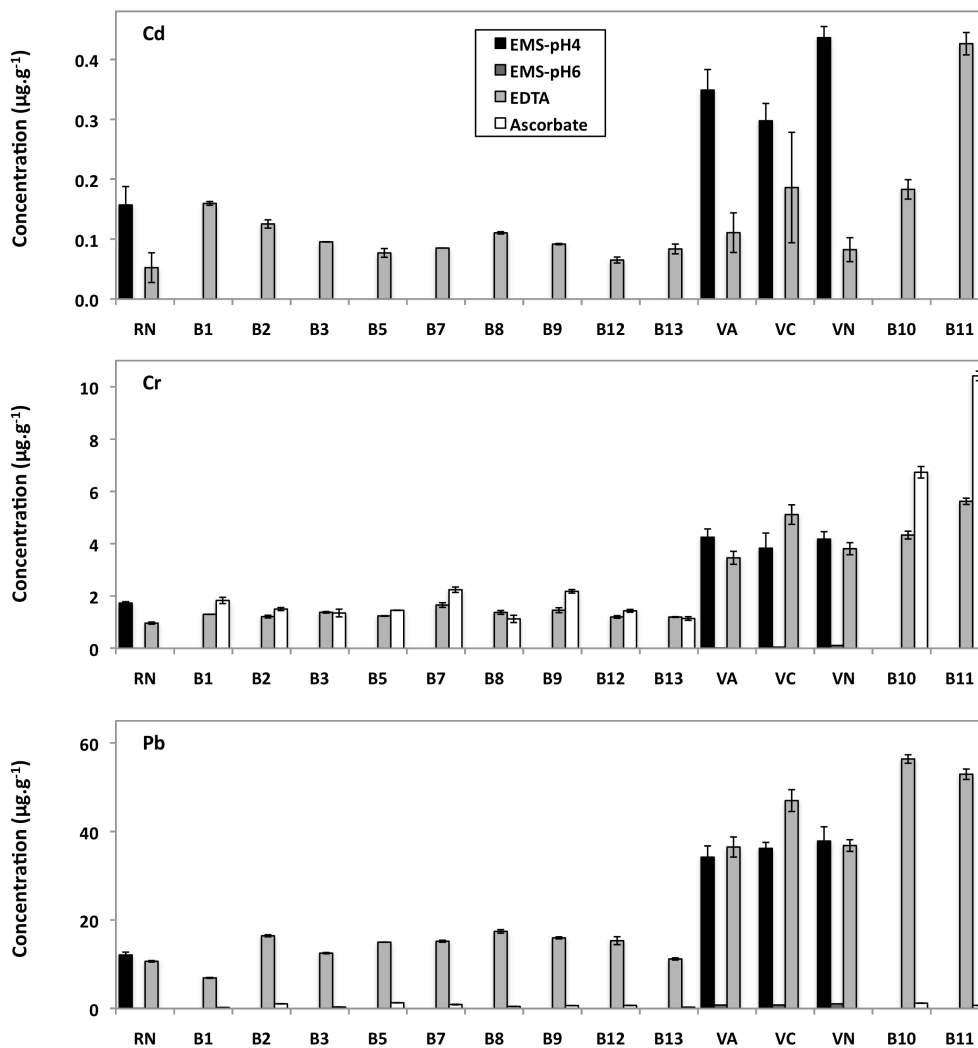 Cd
Concentration (µg.g-1)
0.4
0.3
0.2
0.1
0.0
EMS-pH4
EMS-pH6
EDTA
Ascorbate
RN B1 B2 B3 B5 B7 B8 B9 B12 B13 VA VC VN B10 B11
Cr
Concentration (µg.g-1)
10
8
6
4
2
0
RN B1 B2 B3 B5 B7 B8 B9 B12 B13 VA VC VN B10 B11
Pb
Concentration (µg.g-1)
60
40
20
0
RN B1 B2 B3 B5 B7 B8 B9 B12 B13 VA VC VN B10 B11